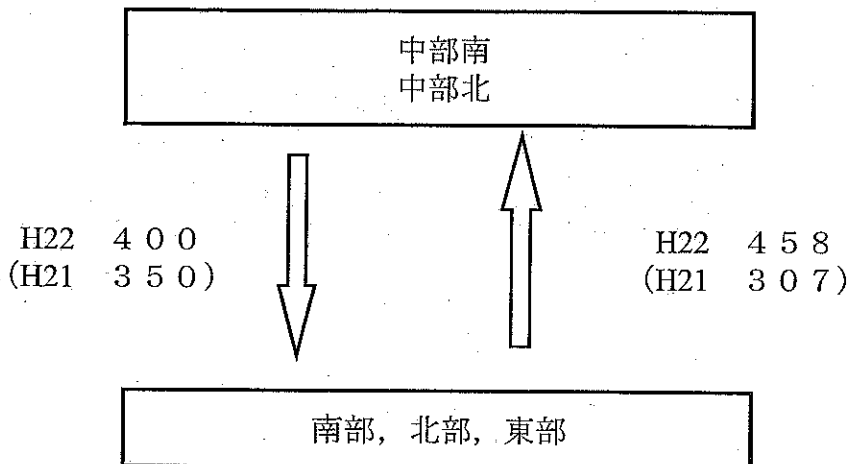 中部南
中部北
H22 ４００
(H21 ３５０)
H22 ４５８
(H21 ３０７)
南部，北部，東部